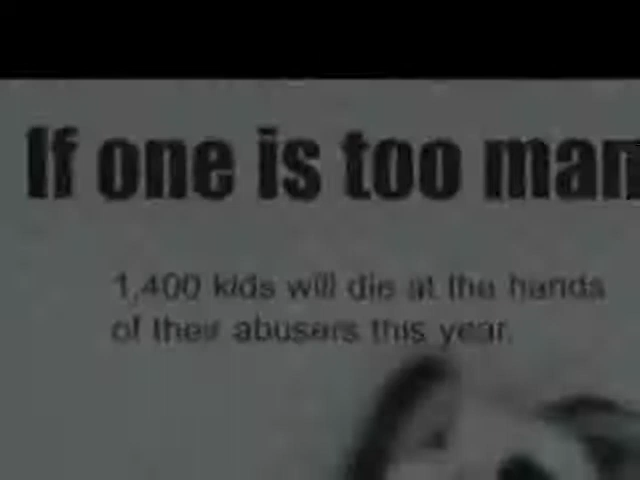 If one is too man
1,400 kids will die at the hands
of their abusers this year.